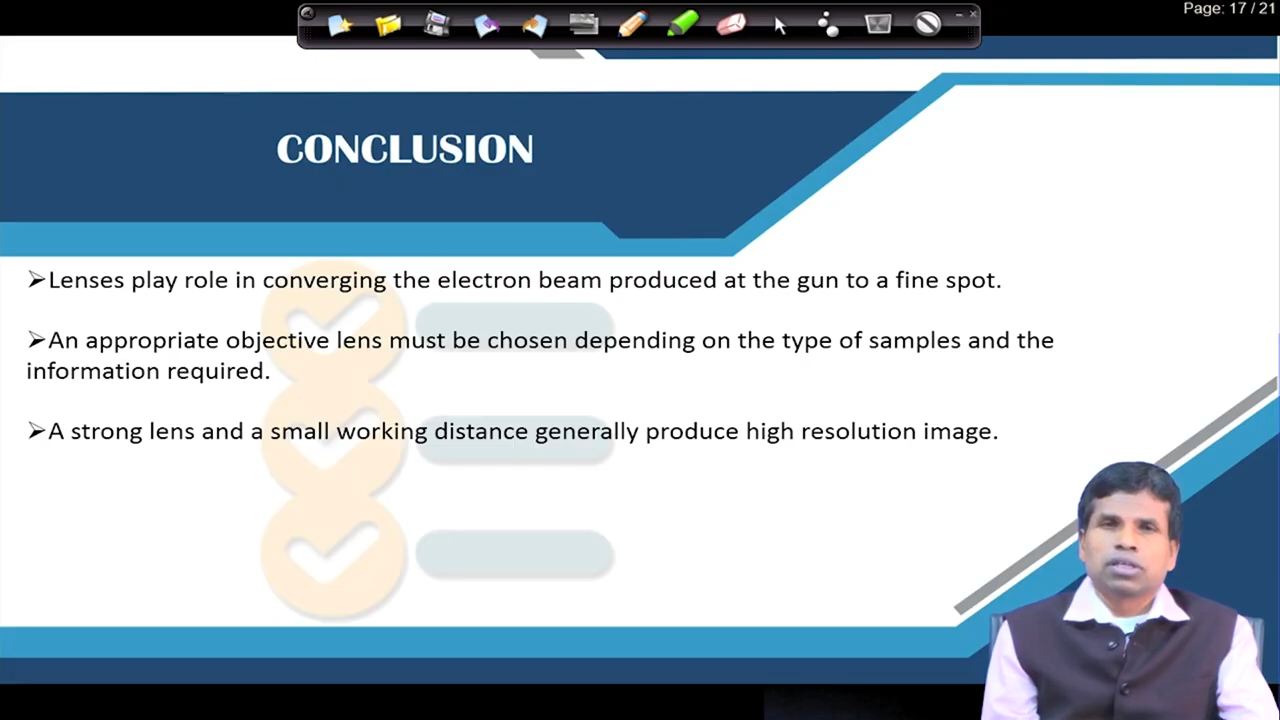 Page: 17 / 21
CONCLUSION
➢Lenses play role in converging the electron beam produced at the gun to a fine spot.
➢An appropriate objective lens must be chosen depending on the type of samples and the
information required.
➢A strong lens and a small working distance generally produce high resolution image.